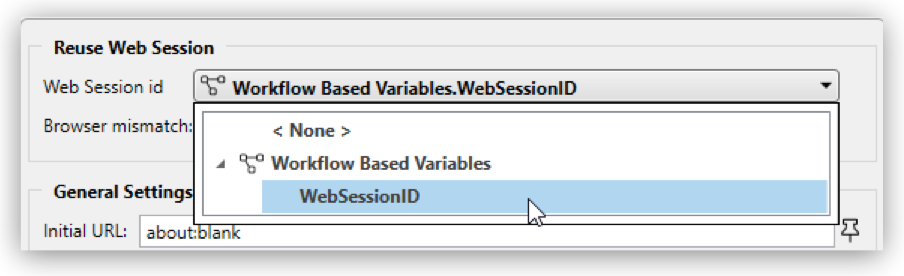 Reuse Web Session
Web Session id
Workflow Based Variables.WebSessionID
Browser mismatch:
< None >
Workflow Based Variables
WebSessionID
General Settings
Initial URL:
about:blank